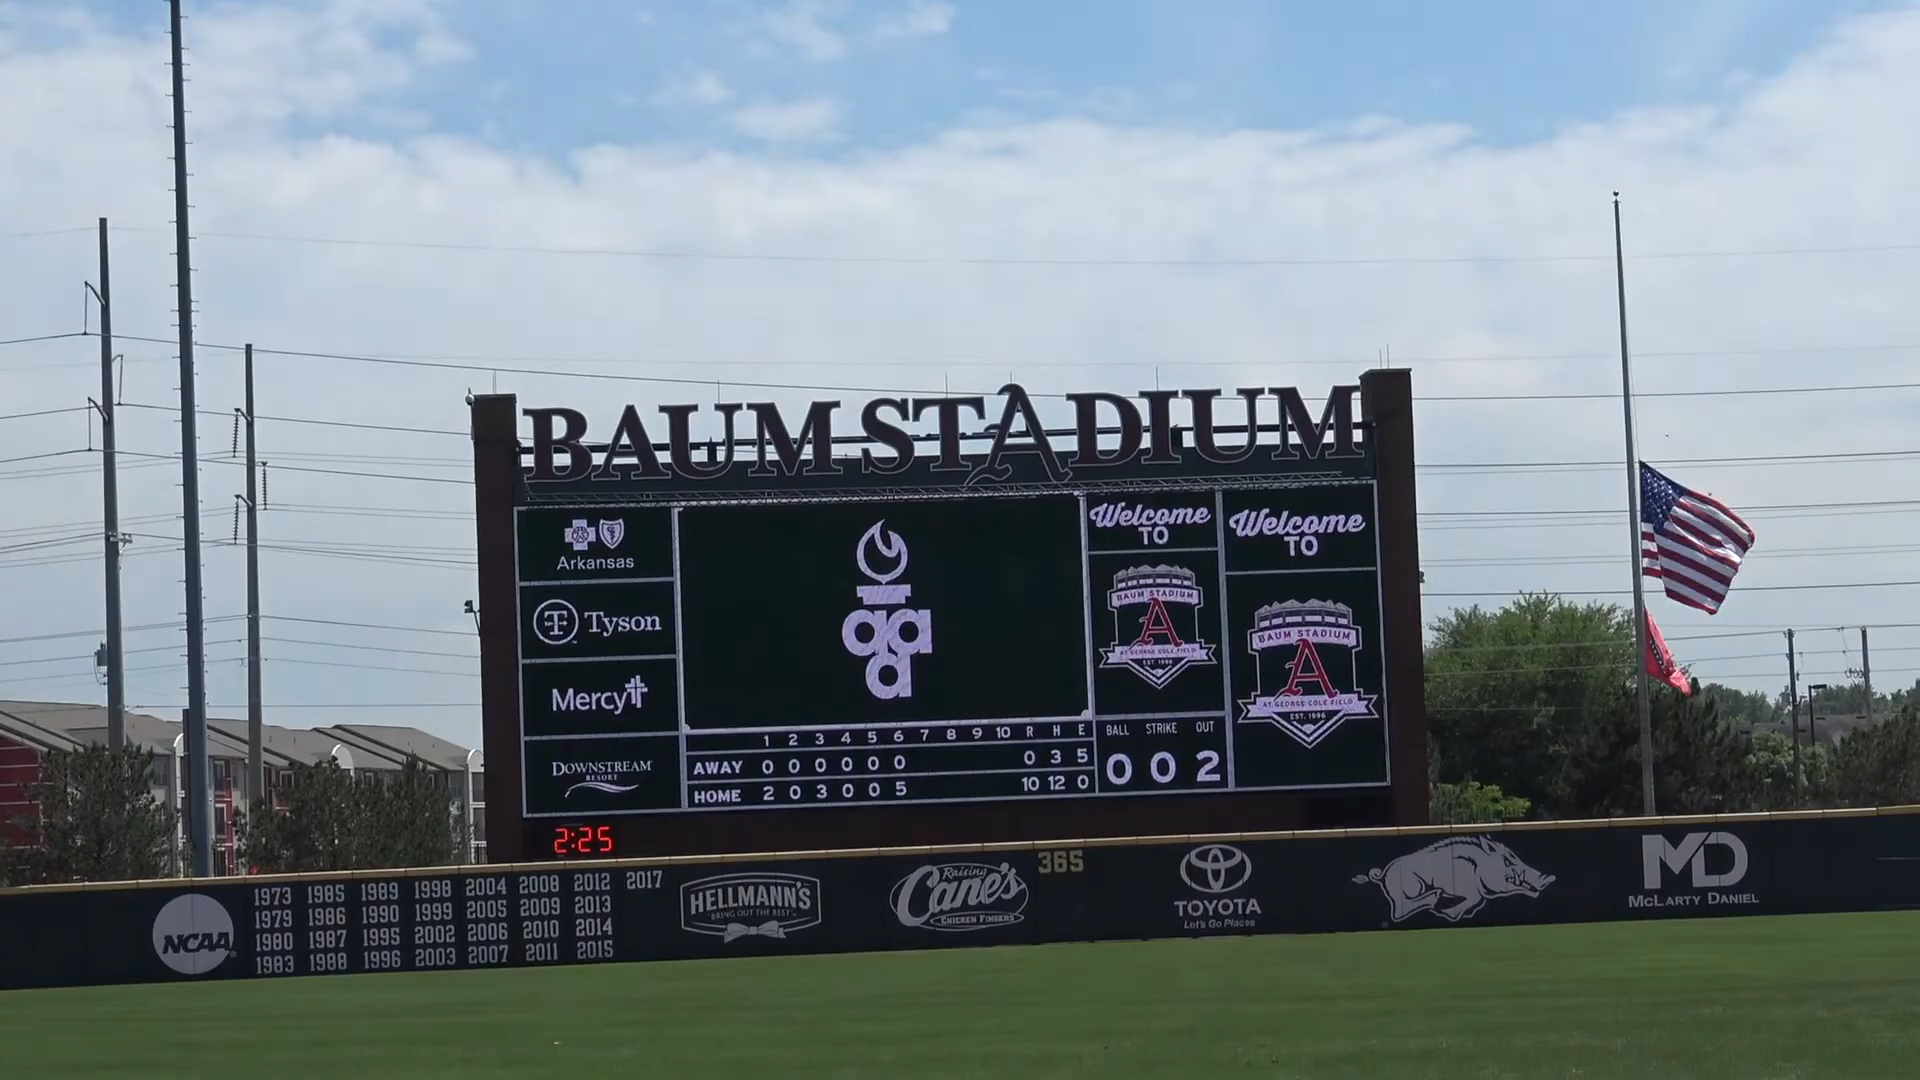 BAUM STADIUM
Arkansas
Tyson
Mercy
DOWNSTREAM
RESORT
aaa
Welcome
TO
BAUM STADIUM
A
AT GEORGE COLE FIELD
EST. 1996
Welcome
TO
BAUM STADIUM
A
AT GEORGE COLE FIELD
EST. 1996
1 2 3 4 5 6 7 8 9 10 R H E
AWAY 0 0 0 0 0 0 0 3 5
HOME 2 0 3 0 0 5 10 12 0
BALL STRIKE OUT
0 0 2
2:25
NCAA
1973 1985 1989 1998 2004 2008 2012 2017
1979 1986 1990 1999 2005 2009 2013
1980 1987 1995 2002 2006 2010 2014
1983 1988 1996 2003 2007 2011 2015
HELLMANN'S
"BRING OUT THE BEST"
Raising
Cane's
CHICKEN FINGERS
365
TOYOTA
Let's Go Places
MD
MCLARTY DANIEL